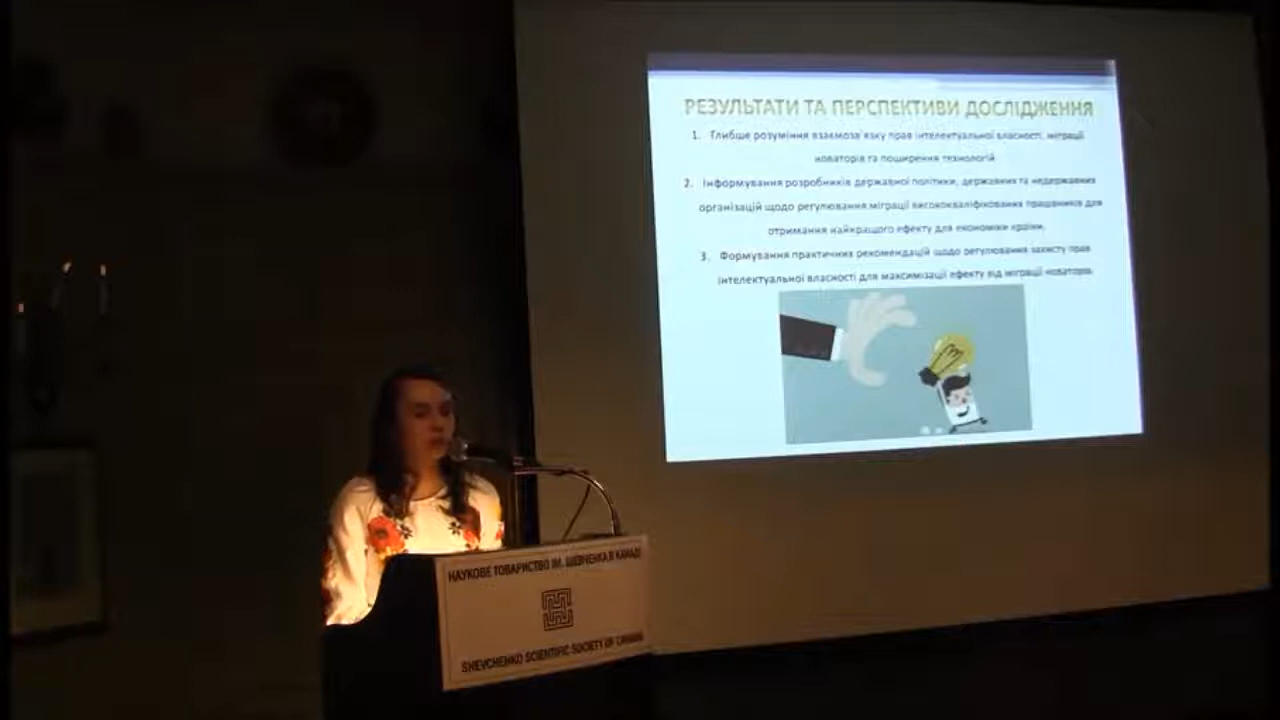 РЕЗУЛЬТАТИ ТА ПЕРСПЕКТИВИ ДОСЛІДЖЕННЯ
1. Глибше розуміння взаємозв'язку прав інтелектуальної власності, міграції
новаторів та поширення технологій
2. Інформування розробників державної політики, державних та недержавних
організацій щодо регулювання міграції висококваліфікованих працівників для
отримання найкращого ефекту для економіки країни.
3. Формування практичних рекомендацій щодо регулювання захисту прав
інтелектуальної власності для максимізації ефекту від міграції новаторів.
НАУКОВЕ ТОВАРИСТВО ІМ. ШЕВЧЕНКА В КАНАДІ
SHEVCHENKO SCIENTIFIC SOCIETY OF CANADA